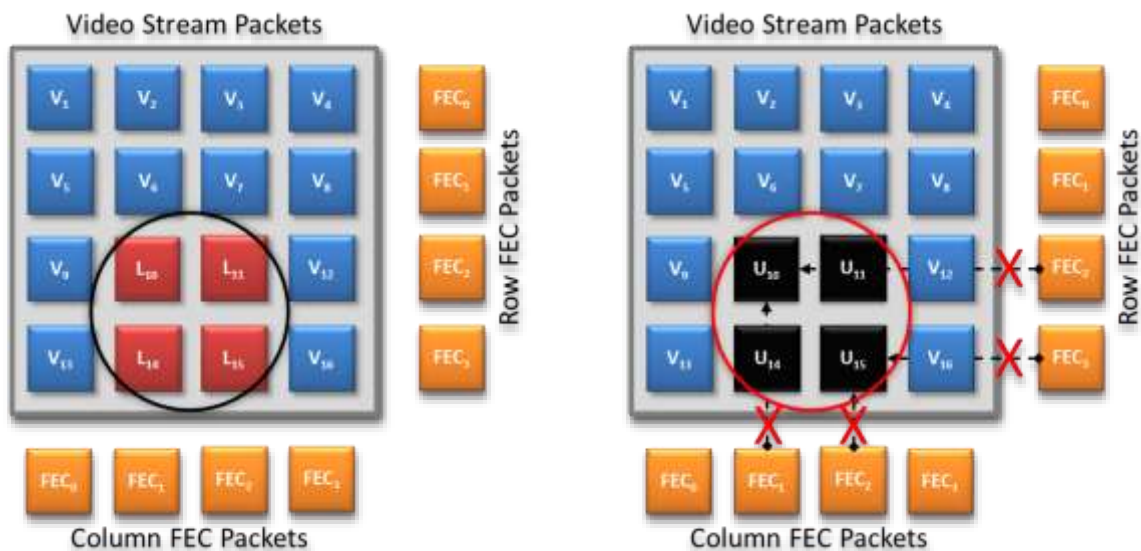 Video Stream Packets
V₁ V₂ V₃ V₄ FEC₀
V₅ V₆ V₇ V₈ FEC₁
V₉ L₁₀ L₁₁ V₁₂ FEC₂
V₁₃ L₁₄ L₁₅ V₁₆ FEC₃
Row FEC Packets
FEC₀ FEC₁ FEC₂ FEC₃
Column FEC Packets
Video Stream Packets
V₁ V₂ V₃ V₄ FEC₀
V₅ V₆ V₇ V₈ FEC₁
V₉ U₁₀ U₁₁ V₁₂ X FEC₂
V₁₃ U₁₄ U₁₅ V₁₆ X FEC₃
Row FEC Packets
X X
FEC₀ FEC₁ FEC₂ FEC₃
Column FEC Packets